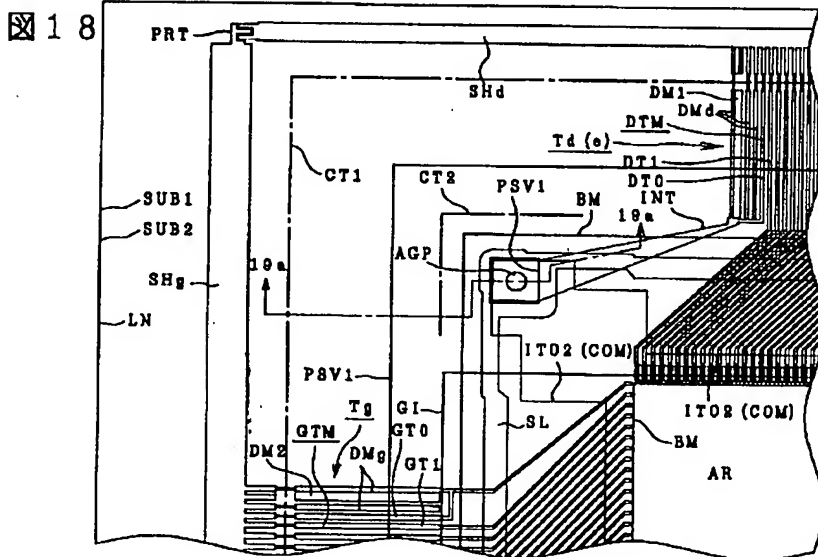 図18
PRT
SHd
DM1
DMd
DTM
Td(e)
DT1
CT1
DT0
CT2
PSV1
BM
INT
SUB1
19a
SUB2
AGP
SHg
19a
LN
ITO2(COM)
PSV1
GI
ITO2(COM)
Tg
SL
GTM
GT0
BM
DM2
DMg
GT1
AR